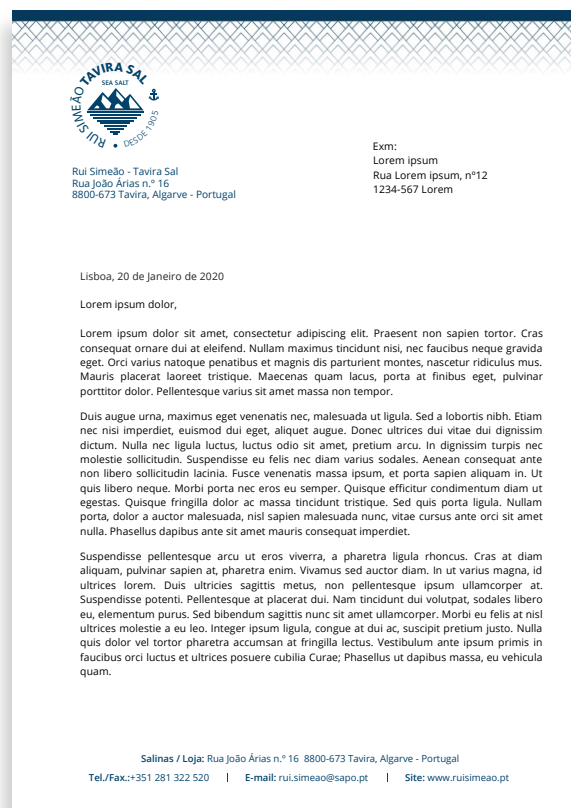 RUI SIMEÃO TAVIRA SAL
SEA SALT
DESDE 1905
Rui Simeão - Tavira Sal
Rua João Árias n.º 16
8800-673 Tavira, Algarve - Portugal
Exm:
Lorem ipsum
Rua Lorem ipsum, nº12
1234-567 Lorem
Lisboa, 20 de Janeiro de 2020
Lorem ipsum dolor,
Lorem ipsum dolor sit amet, consectetur adipiscing elit. Praesent non sapien tortor. Cras
consequat ornare dui at eleifend. Nullam maximus tincidunt nisi, nec faucibus neque gravida
eget. Orci varius natoque penatibus et magnis dis parturient montes, nascetur ridiculus mus.
Mauris placerat laoreet tristique. Maecenas quam lacus, porta at finibus eget, pulvinar
porttitor dolor. Pellentesque varius sit amet massa non tempor.
Duis augue urna, maximus eget venenatis nec, malesuada ut ligula. Sed a lobortis nibh. Etiam
nec nisi imperdiet, euismod dui eget, aliquet augue. Donec ultrices dui vitae dui dignissim
dictum. Nulla nec ligula luctus, luctus odio sit amet, pretium arcu. In dignissim turpis nec
molestie sollicitudin. Suspendisse eu felis nec diam varius sodales. Aenean consequat ante
non libero sollicitudin lacinia. Fusce venenatis massa ipsum, et porta sapien aliquam in. Ut
quis libero neque. Morbi porta nec eros eu semper. Quisque efficitur condimentum diam ut
egestas. Quisque fringilla dolor ac massa tincidunt tristique. Sed quis porta ligula. Nullam
porta, dolor a auctor malesuada, nisl sapien malesuada nunc, vitae cursus ante orci sit amet
nulla. Phasellus dapibus ante sit amet mauris consequat imperdiet.
Suspendisse pellentesque arcu ut eros viverra, a pharetra ligula rhoncus. Cras at diam
aliquam, pulvinar sapien at, pharetra enim. Vivamus sed auctor diam. In ut varius magna, id
ultrices lorem. Duis ultricies sagittis metus, non pellentesque ipsum ullamcorper at.
Suspendisse potenti. Pellentesque at placerat dui. Nam tincidunt dui volutpat, sodales libero
eu, elementum purus. Sed bibendum sagittis nunc sit amet ullamcorper. Morbi eu felis at nisl
ultrices molestie a eu leo. Integer ipsum ligula, congue at dui ac, suscipit pretium justo. Nulla
quis dolor vel tortor pharetra accumsan at fringilla lectus. Vestibulum ante ipsum primis in
faucibus orci luctus et ultrices posuere cubilia Curae; Phasellus ut dapibus massa, eu vehicula
quam.
Salinas / Loja: Rua João Árias n.º 16 8800-673 Tavira, Algarve - Portugal
Tel./Fax.:+351 281 322 520 | E-mail: rui.simeao@sapo.pt | Site: www.ruisimeao.pt